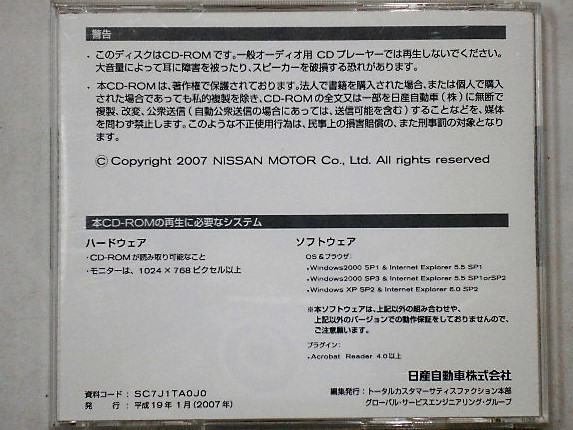 警告
・このディスクはCD-ROMです。一般オーディオ用 CD プレーヤーでは再生しないでください。
大音量によって耳に障害を被ったり、スピーカーを破損する恐れがあります。
・本CD-ROMは、著作権で保護されております。法人で書籍を購入された場合、または個人で購入
された場合であっても私的複製を除き、CD-ROMの全文又は一部を日産自動車(株)に無断で
複製、改変、公衆送信(自動公衆送信の場合にあっては、送信可能を含む)することなどを、媒体
を問わず禁止します。このような不正使用行為は、民事上の損害賠償の、また刑事罰の対象となり
ます。
© Copyright 2007 NISSAN MOTOR Co., Ltd. All rights reserved
本CD-ROMの再生に必要なシステム
ハードウェア
・CD-ROMが読み取り可能なこと
・モニターは、1024 × 768 ピクセル以上
ソフトウェア
OS & ブラウザ:
・Windows2000 SP1 & Internet Explorer 5.5 SP1
・Windows2000 SP3 & Internet Explorer 5.5 SP1orSP2
・Windows XP SP2 & Internet Explorer 6.0 SP2
※本ソフトウェアは、上記以外の組み合わせや、
上記以外のバージョンでの動作保証をしておりませんので、
ご注意願います。
プラグイン:
・Acrobat Reader 4.0以上
日産自動車株式会社
資料コード : SC7J1TA0J0
発 行 : 平成19年1月(2007年)
編集発行 : トータルカスタマーサティスファクション本部
グローバル・サービスエンジニアリング・グループ